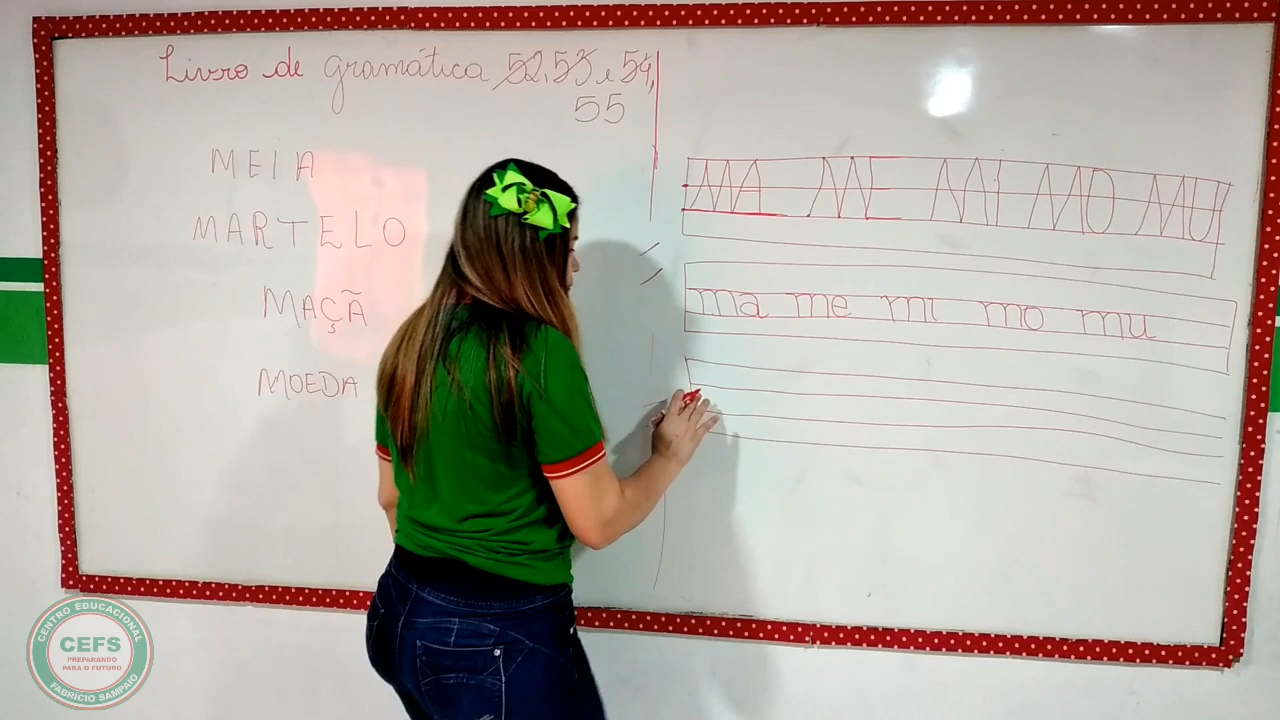 Livro de gramática 52, 53 e 54,
55
MEIA
MARTELO
MAÇÃ
MOEDA
MA ME MI MO MU
ma me mi mo mu
CENTRO EDUCACIONAL
CEFS
PREPARANDO
PARA O FUTURO
FABRICIO SAMPAIO